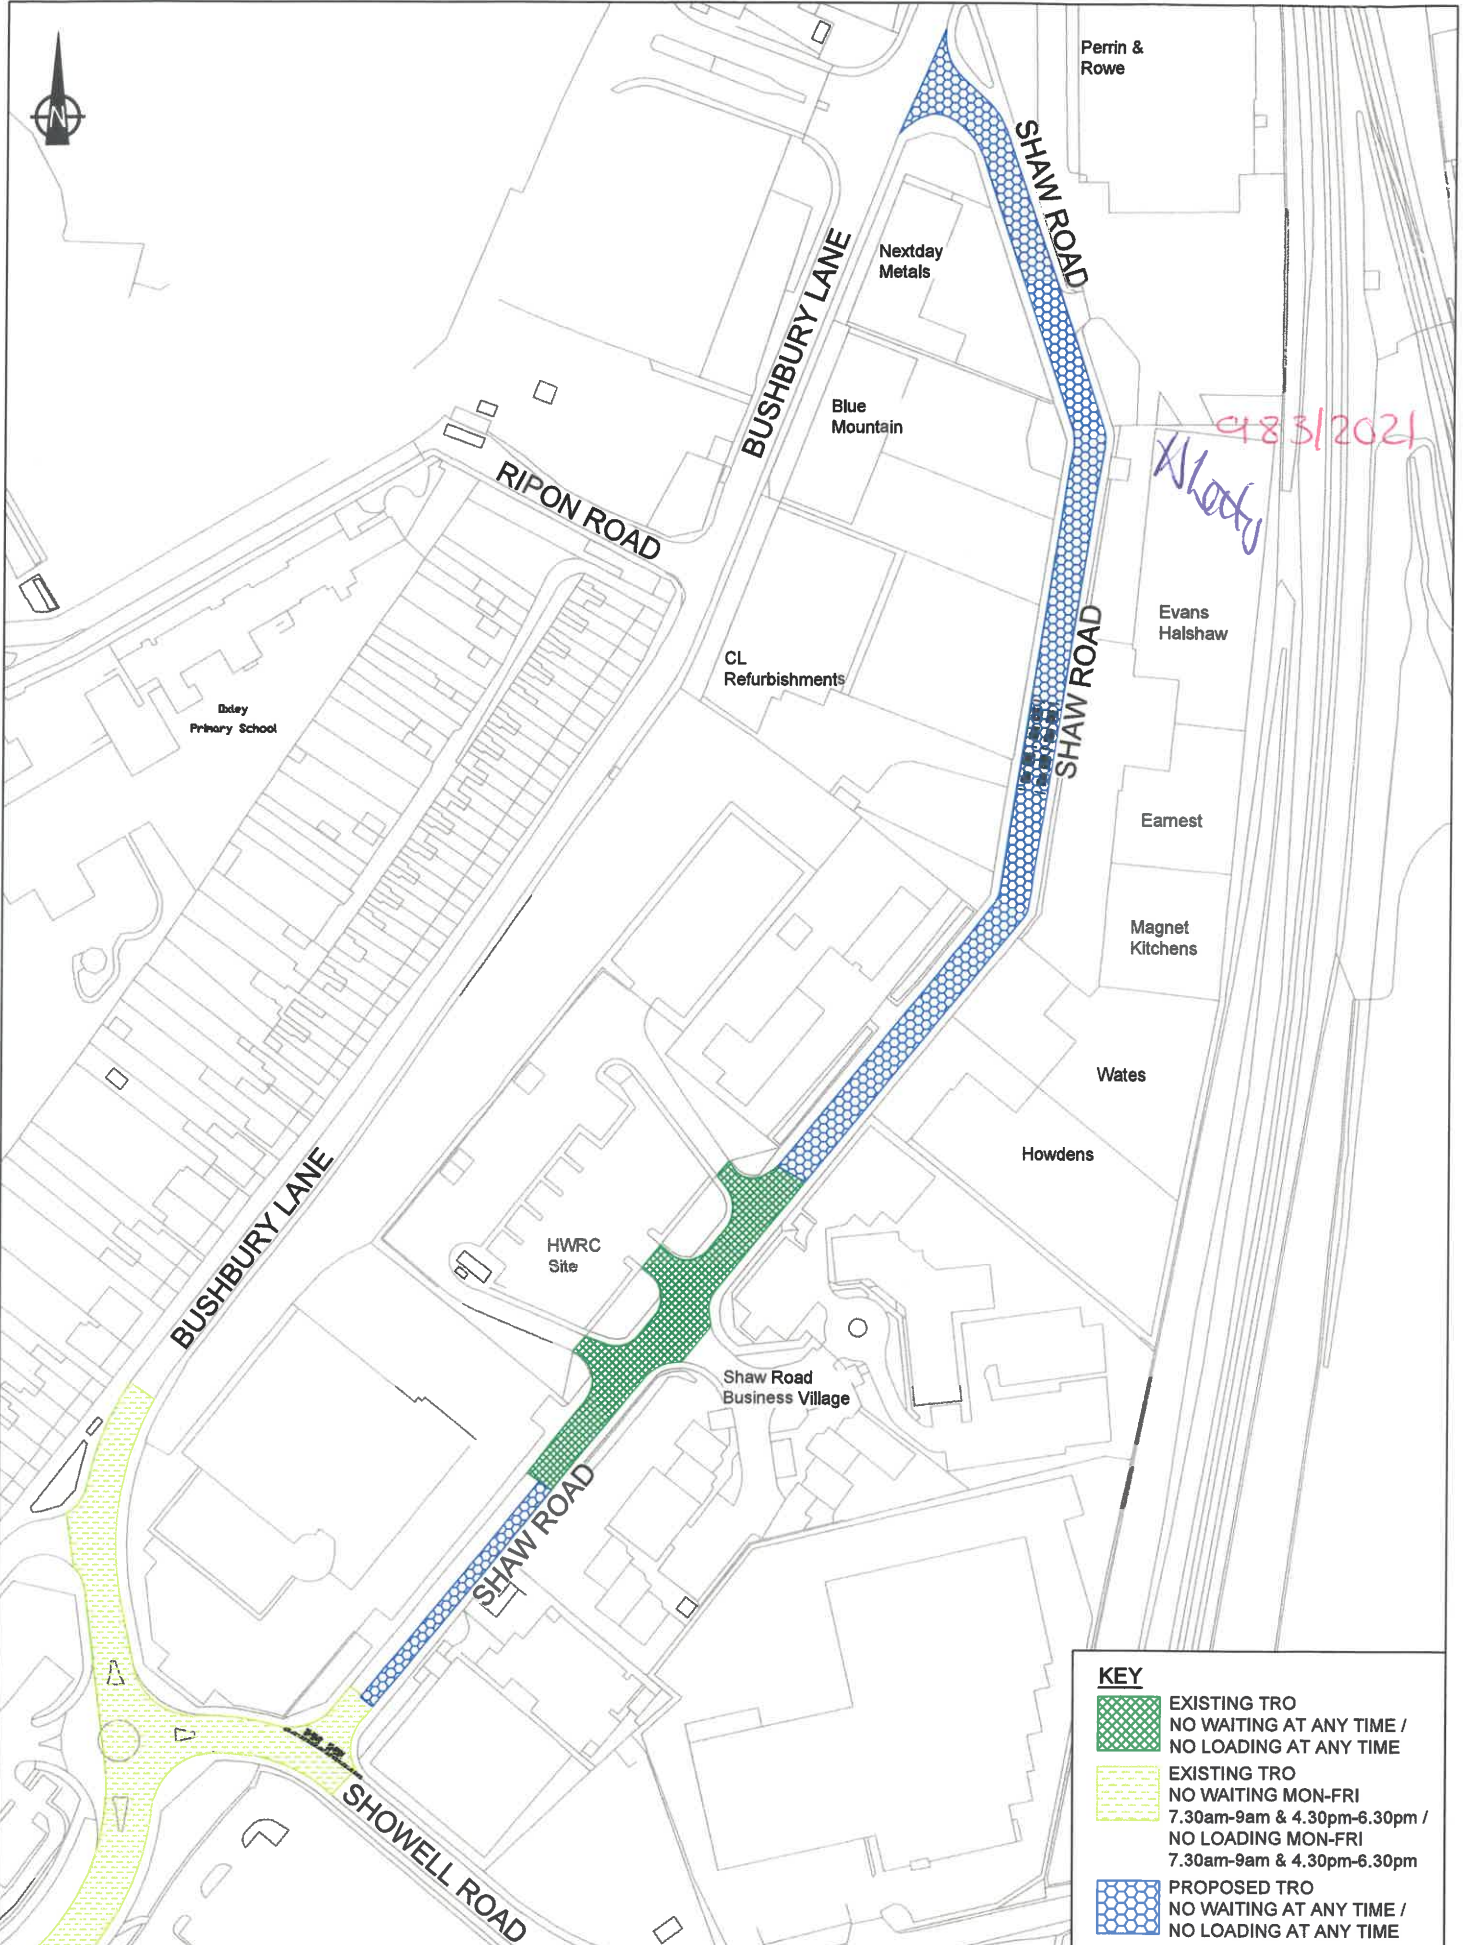 N
Perrin &
Rowe
SHAW ROAD
Nextday
Metals
BUSHBURY LANE
Blue
Mountain
983/2021
RIPON ROAD
Evans
Halshaw
SHAW ROAD
CL
Refurbishments
Oxley
Primary School
Earnest
Magnet
Kitchens
Wates
Howdens
BUSHBURY LANE
HWRC
Site
Shaw Road
Business Village
SHAW ROAD
SHOWELL ROAD
KEY
EXISTING TRO
NO WAITING AT ANY TIME /
NO LOADING AT ANY TIME
EXISTING TRO
NO WAITING MON-FRI
7.30am-9am & 4.30pm-6.30pm /
NO LOADING MON-FRI
7.30am-9am & 4.30pm-6.30pm
PROPOSED TRO
NO WAITING AT ANY TIME /
NO LOADING AT ANY TIME